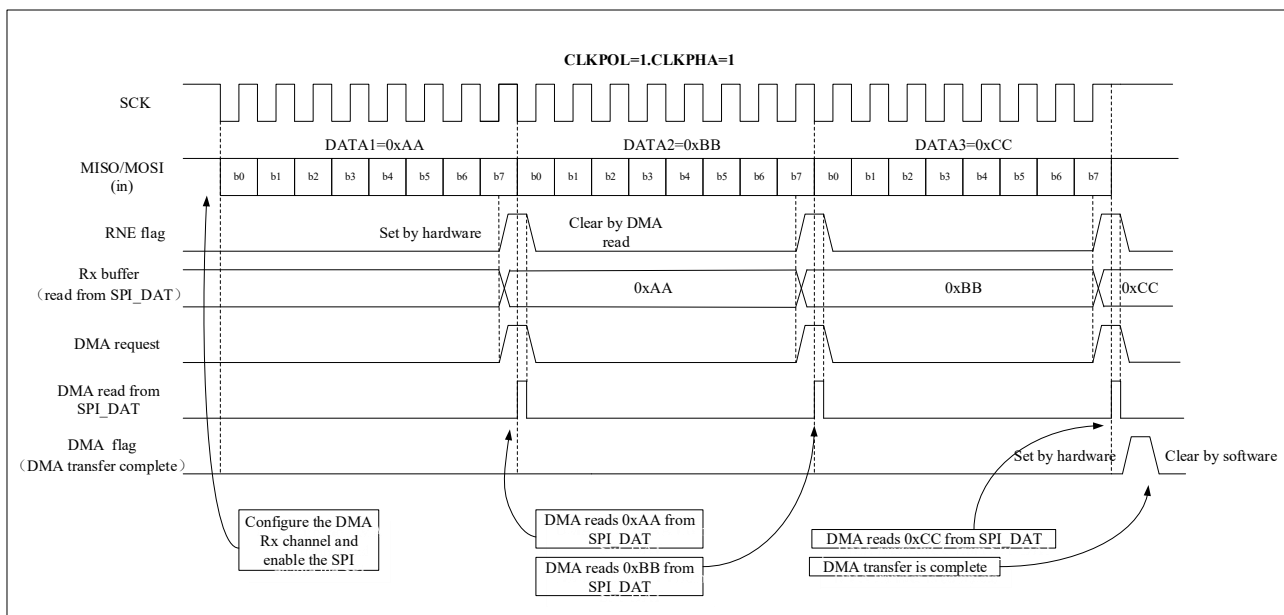 CLKPOL=1.CLKPHA=1
SCK
DATA1=0xAA DATA2=0xBB DATA3=0xCC
MISO/MOSI
(in)
b0 b1 b2 b3 b4 b5 b6 b7 b0 b1 b2 b3 b4 b5 b6 b7 b0 b1 b2 b3 b4 b5 b6 b7
RNE flag
Set by hardware
Clear by DMA
read
Rx buffer
（read from SPI_DAT）
0xAA 0xBB 0xCC
DMA request
DMA read from
SPI_DAT
DMA flag
（DMA transfer complete）
Set by hardware Clear by software
Configure the DMA
Rx channel and
enable the SPI
DMA reads 0xAA from
SPI_DAT
DMA reads 0xBB from
SPI_DAT
DMA reads 0xCC from SPI_DAT
DMA transfer is complete